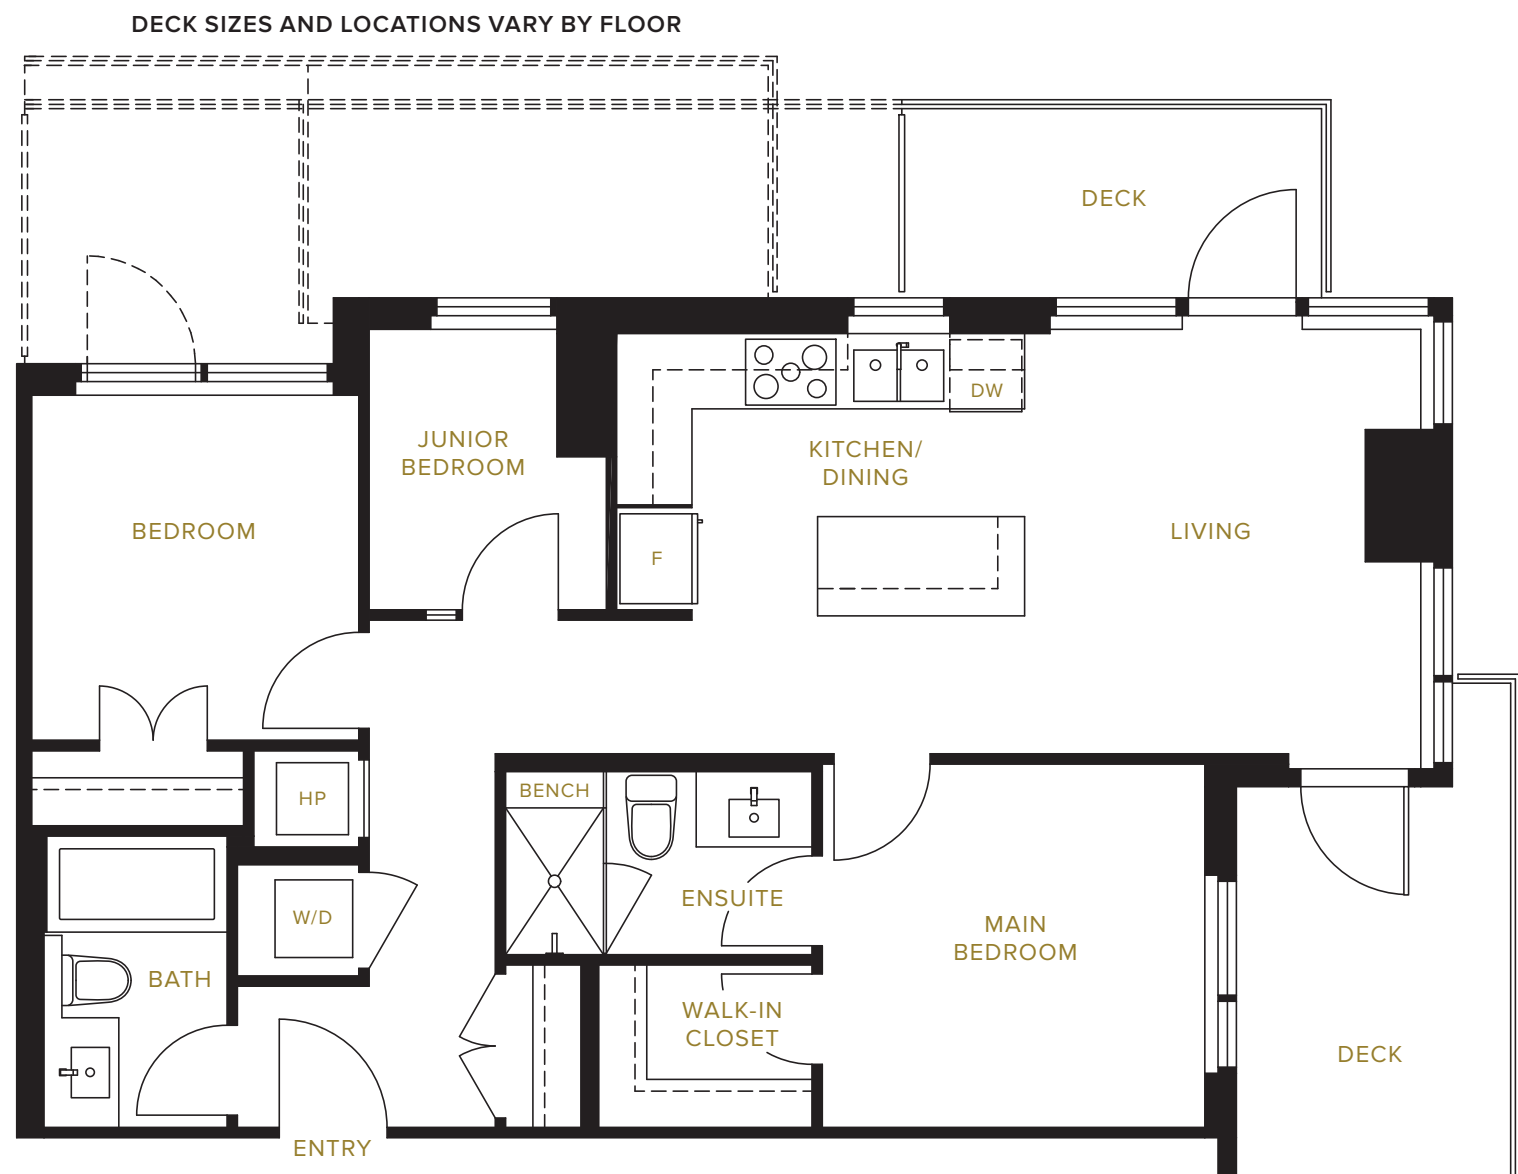 DECK SIZES AND LOCATIONS VARY BY FLOOR
DECK
DW
JUNIOR
BEDROOM
KITCHEN/
DINING
BEDROOM
LIVING
F
HP
BENCH
ENSUITE
W/D
MAIN
BEDROOM
BATH
WALK-IN
CLOSET
DECK
ENTRY